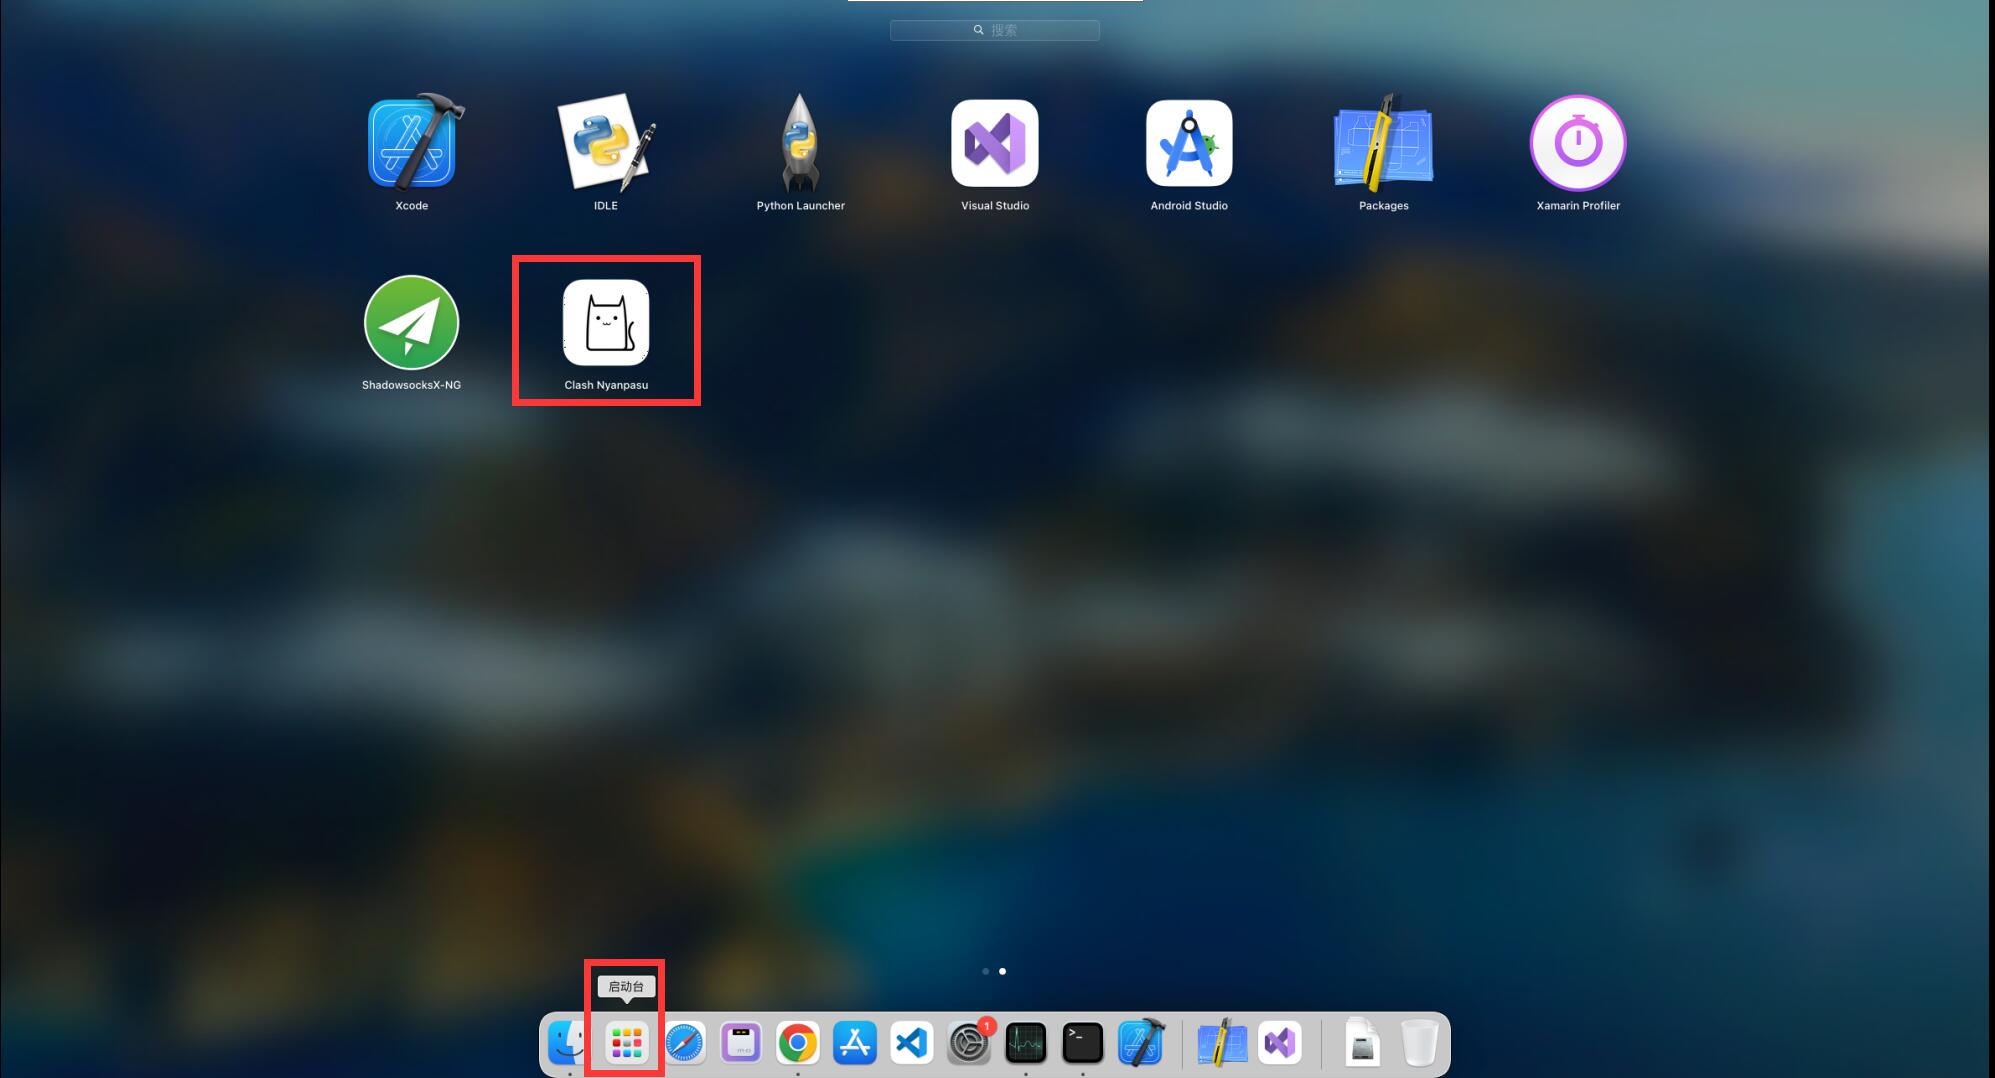 搜索
Xcode
IDLE
Python Launcher
Visual Studio
Android Studio
Packages
Xamarin Profiler
ShadowsocksX-NG
Clash Nyanpasu
启动台
1
>_